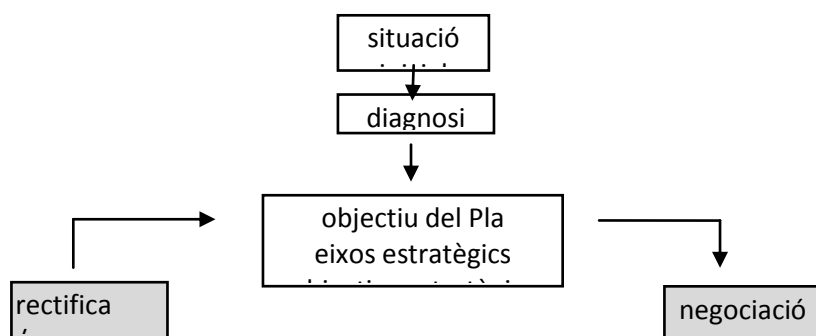 situació
diagnosi
objectiu del Pla
eixos estratègics
rectifica
negociació